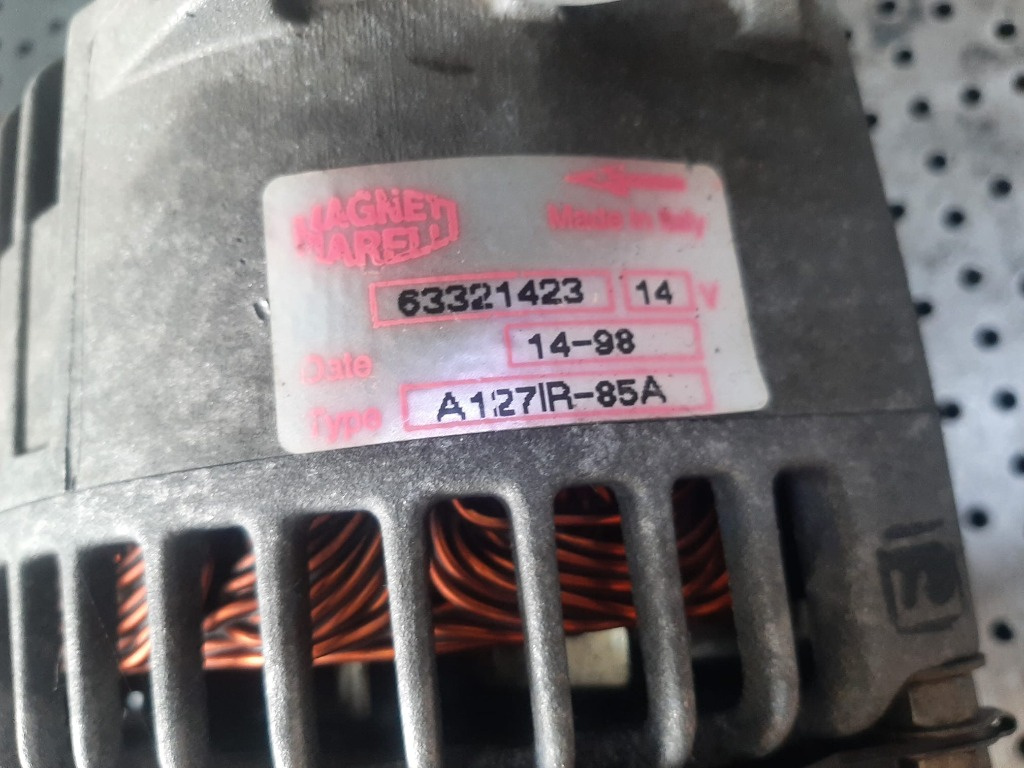 MAGNETI
MARELLI
Made in Italy
63321423 14 V
Date 14-98
Type A127IR-85A